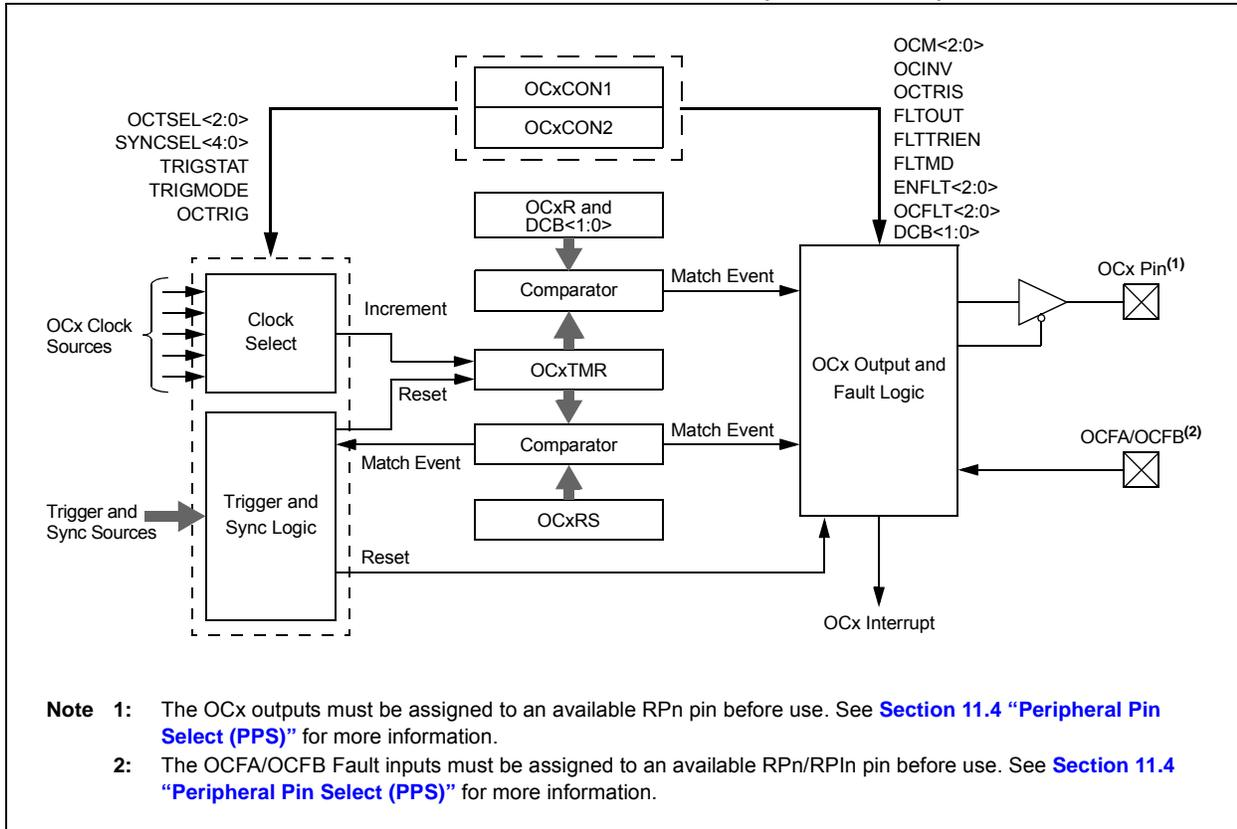 OCxCON1
OCxCON2
OCTSEL<2:0>
SYNCSEL<4:0>
TRIGSTAT
TRIGMODE
OCTRIG
OCM<2:0>
OCINV
OCTRIS
FLTOUT
FLTTRIEN
FLTMD
ENFLT<2:0>
OCFLT<2:0>
DCB<1:0>
OCxR and
DCB<1:0>
Comparator
Match Event
OCx Clock
Sources
Clock
Select
Increment
OCxTMR
Reset
Comparator
Match Event
Match Event
OCxRS
Trigger and
Sync Sources
Trigger and
Sync Logic
Reset
OCx Output and
Fault Logic
OCx Pin(1)
OCFA/OCFB(2)
OCx Interrupt
Note 1: The OCx outputs must be assigned to an available RPn pin before use. See Section 11.4 “Peripheral Pin
Select (PPS)” for more information.
2: The OCFA/OCFB Fault inputs must be assigned to an available RPn/RPIn pin before use. See Section 11.4
“Peripheral Pin Select (PPS)” for more information.